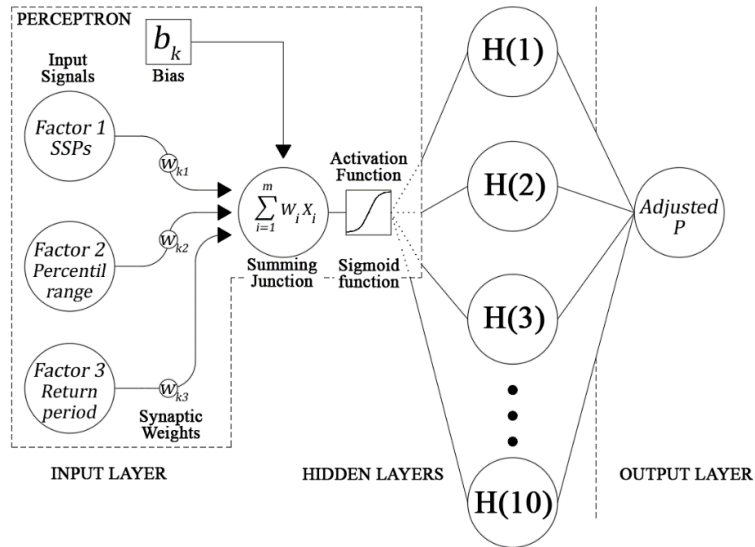 PERCEPTRON
Input
Signals
b_k
Bias
Factor 1
SSPs
w_k1
Factor 2
Percentil
range
w_k2
Factor 3
Return
period
w_k3
Synaptic
Weights
m
∑ W_i X_i
i=1
Summing
Junction
Activation
Function
Sigmoid
function
H(1)
H(2)
H(3)
H(10)
Adjusted
P
INPUT LAYER
HIDDEN LAYERS
OUTPUT LAYER